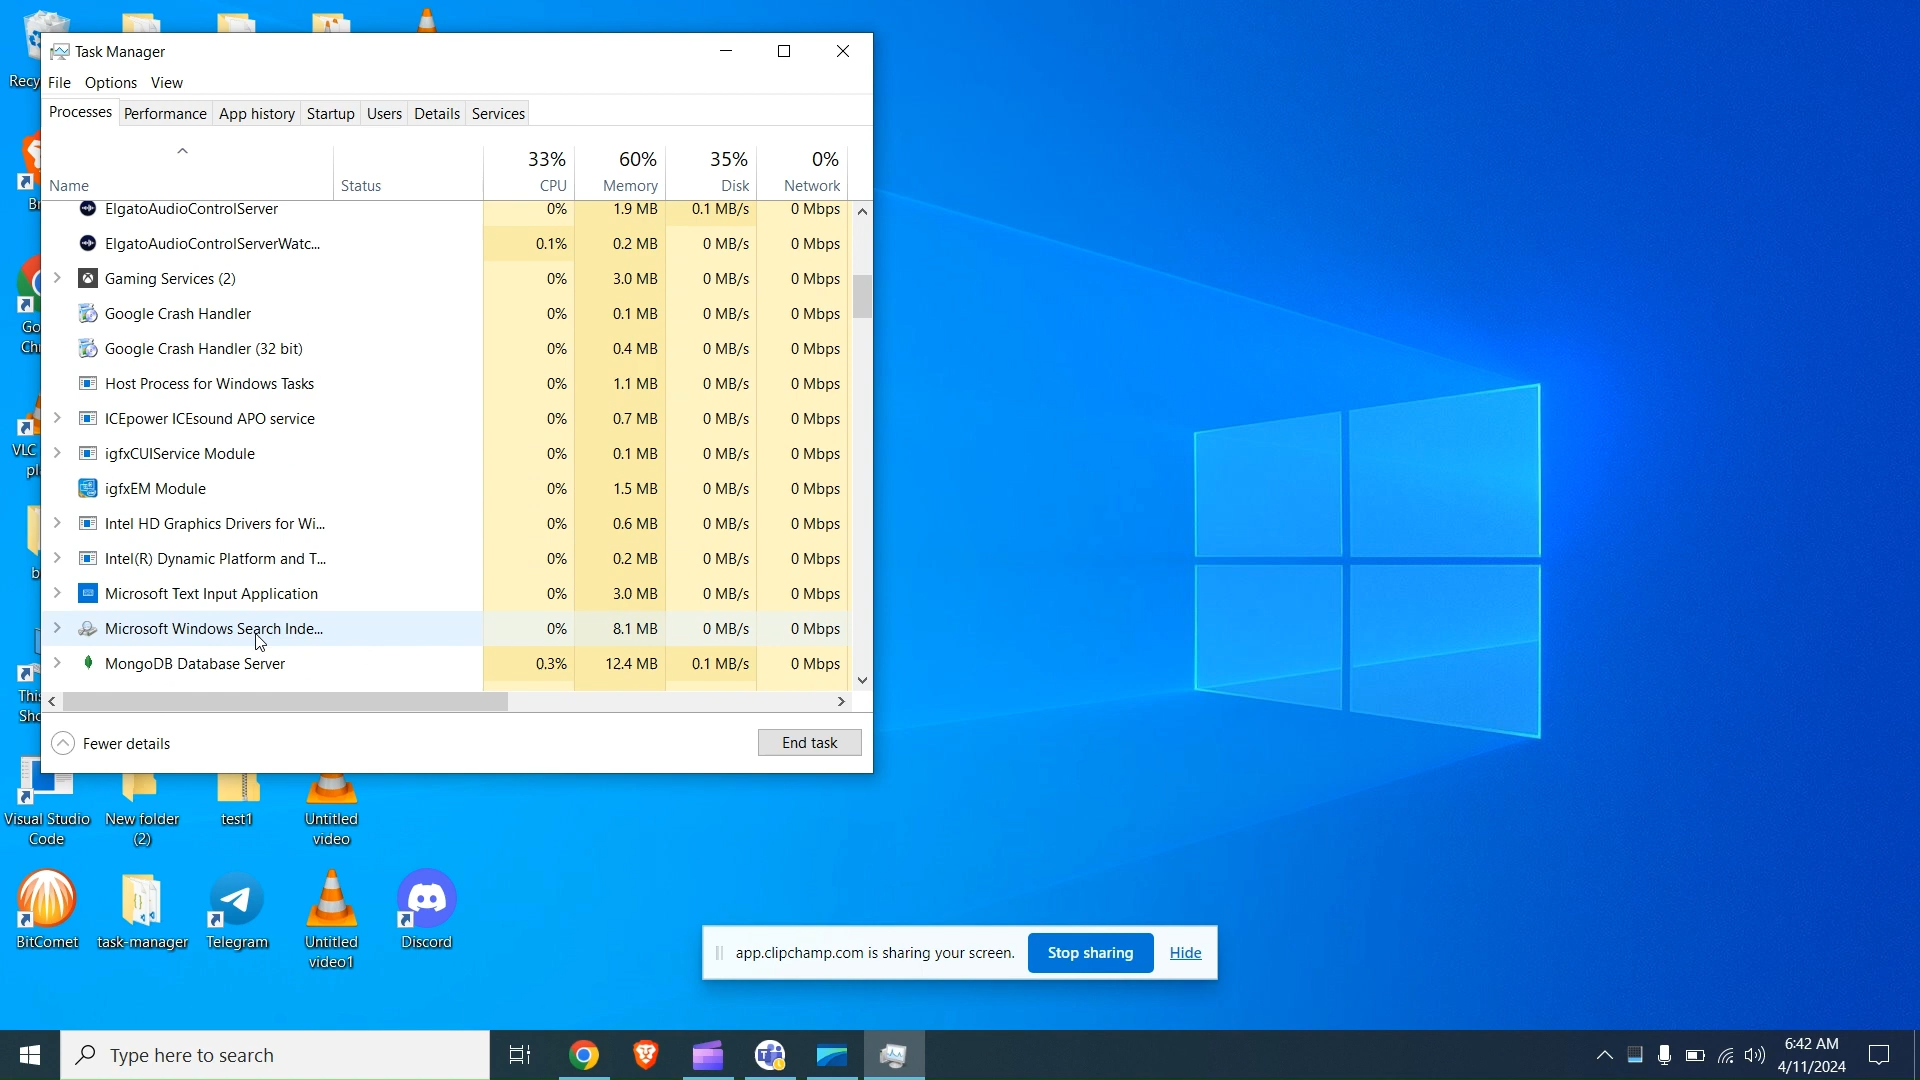 Task Manager
File Options View
Processes Performance App history Startup Users Details Services
33% 60% 35% 0%
Name Status CPU Memory Disk Network
ElgatoAudioControlServer 0% 1.9 MB 0.1 MB/s 0 Mbps
ElgatoAudioControlServerWatc... 0.1% 0.2 MB 0 MB/s 0 Mbps
Gaming Services (2) 0% 3.0 MB 0 MB/s 0 Mbps
Google Crash Handler 0% 0.1 MB 0 MB/s 0 Mbps
Google Crash Handler (32 bit) 0% 0.4 MB 0 MB/s 0 Mbps
Host Process for Windows Tasks 0% 1.1 MB 0 MB/s 0 Mbps
ICEpower ICEsound APO service 0% 0.7 MB 0 MB/s 0 Mbps
igfxCUIService Module 0% 0.1 MB 0 MB/s 0 Mbps
igfxEM Module 0% 1.5 MB 0 MB/s 0 Mbps
Intel HD Graphics Drivers for Wi... 0% 0.6 MB 0 MB/s 0 Mbps
Intel(R) Dynamic Platform and T... 0% 0.2 MB 0 MB/s 0 Mbps
Microsoft Text Input Application 0% 3.0 MB 0 MB/s 0 Mbps
Microsoft Windows Search Inde... 0% 8.1 MB 0 MB/s 0 Mbps
MongoDB Database Server 0.3% 12.4 MB 0.1 MB/s 0 Mbps
Fewer details End task
Recy
Br
Go
Chr
VLC
pl
b
This
Sho
Visual Studio
Code
New folder
(2)
test1
Untitled
video
BitComet
task-manager
Telegram
Untitled
video1
Discord
app.clipchamp.com is sharing your screen. Stop sharing Hide
Type here to search
6:42 AM
4/11/2024